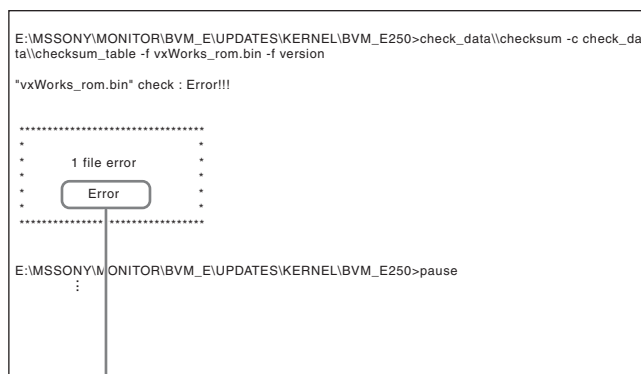 E:\MSSONY\MONITOR\BVM_E\UPDATES\KERNEL\BVM_E250>check_data\\checksum -c check_da
ta\\checksum_table -f vxWorks_rom.bin -f version
"vxWorks_rom.bin" check : Error!!!
*********************************
* *
* 1 file error *
* *
* Error *
* *
*********************************
E:\MSSONY\MONITOR\BVM_E\UPDATES\KERNEL\BVM_E250>pause
⋮